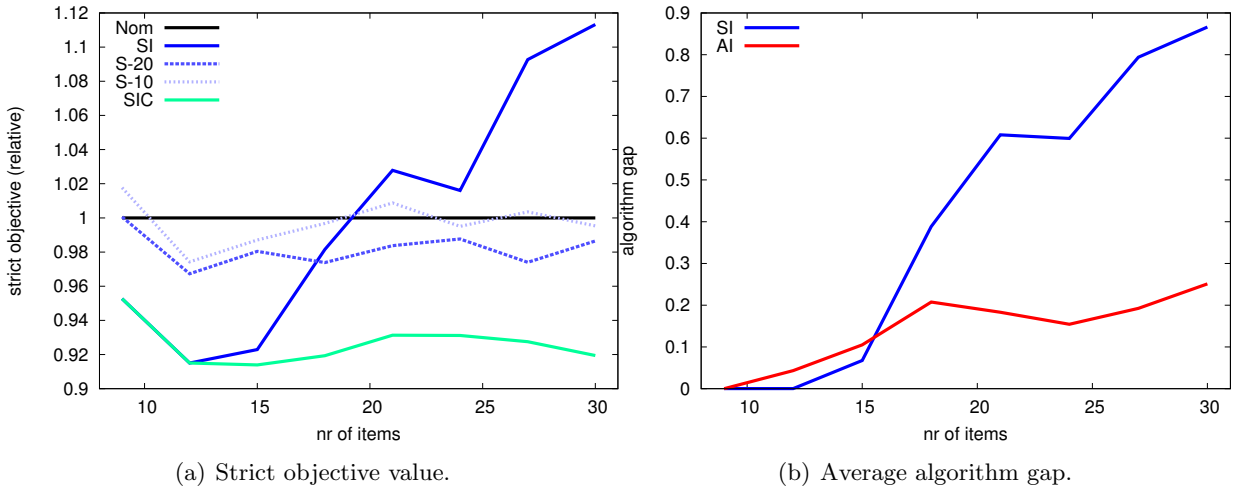 1.12
1.1
1.08
1.06
1.04
1.02
1
0.98
0.96
0.94
0.92
0.9
strict objective (relative)
Nom
SI
S-20
S-10
SIC
10 15 20 25 30
nr of items
(a) Strict objective value.
0.9
0.8
0.7
0.6
0.5
0.4
0.3
0.2
0.1
0
algorithm gap
SI
AI
10 15 20 25 30
nr of items
(b) Average algorithm gap.